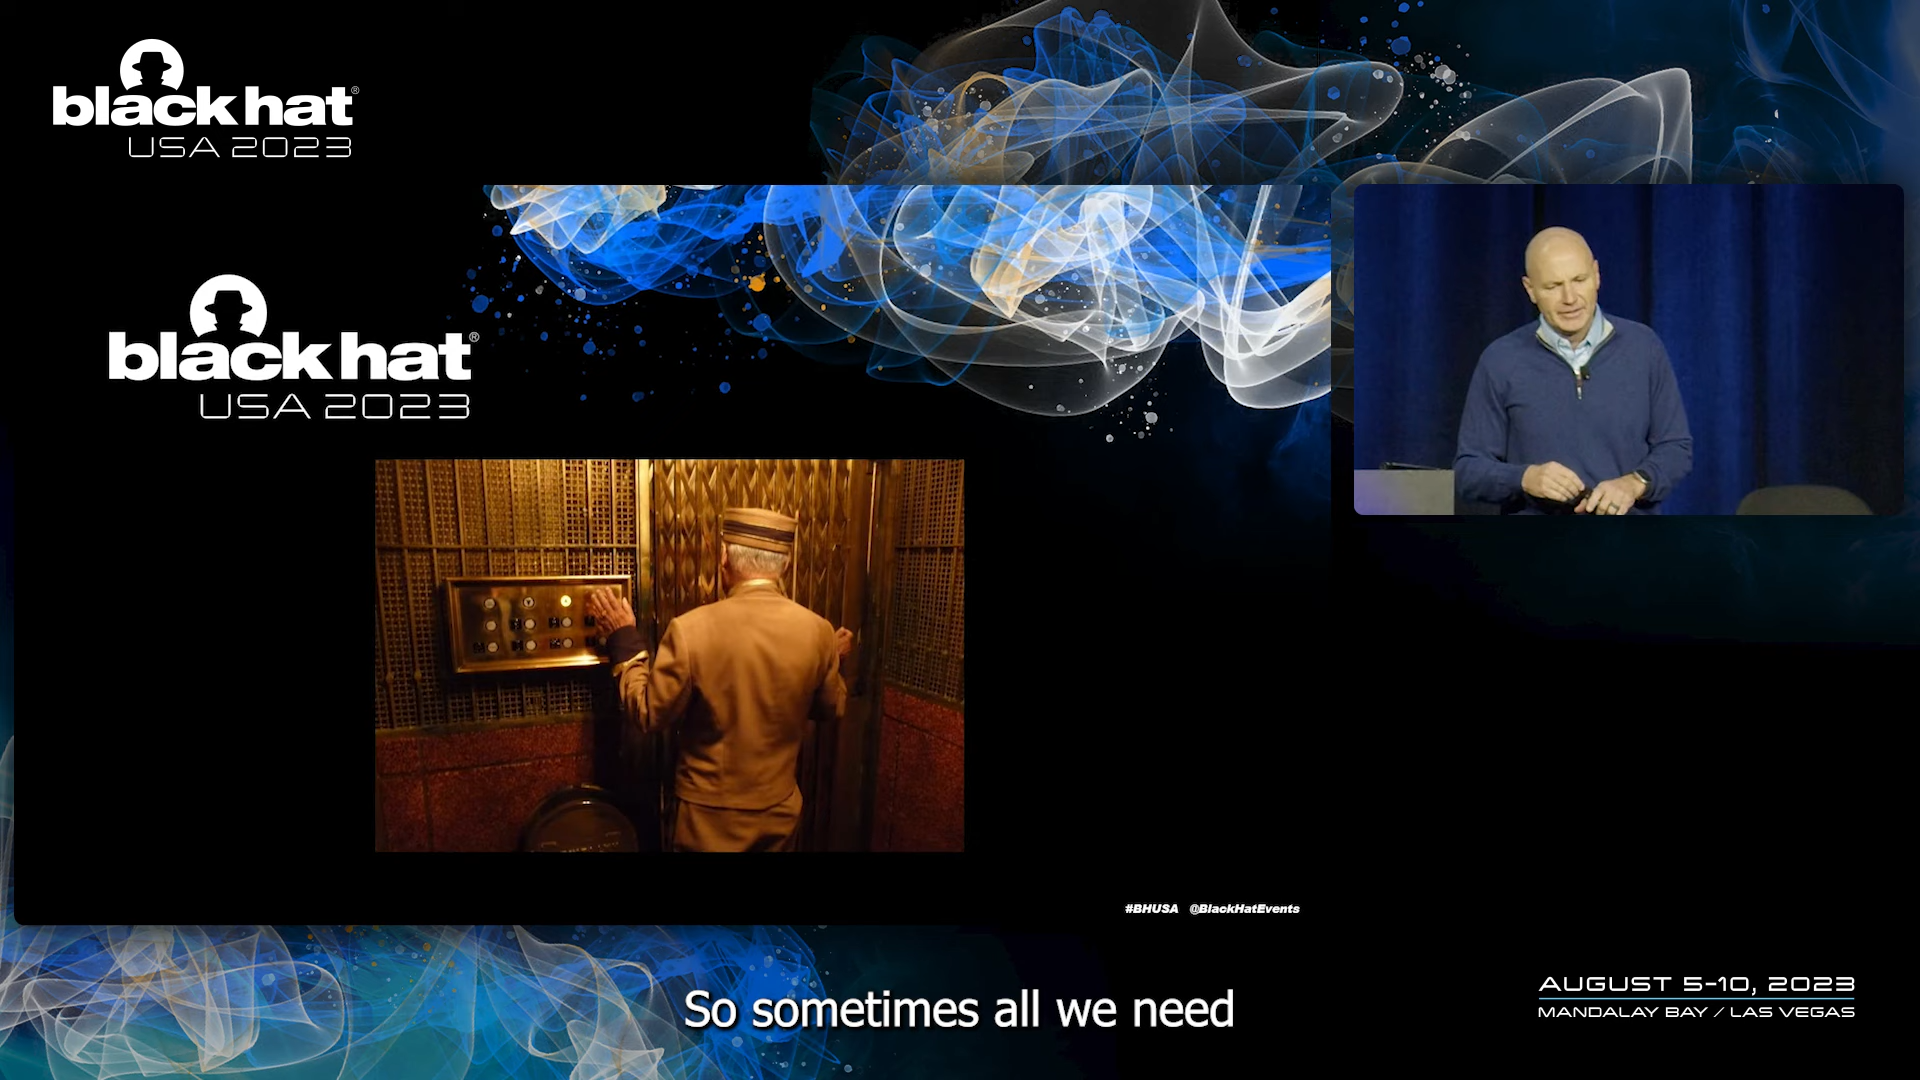 black hat®
USA 2023
black hat®
USA 2023
#BHUSA @BlackHatEvents
So sometimes all we need
AUGUST 5-10, 2023
MANDALAY BAY / LAS VEGAS